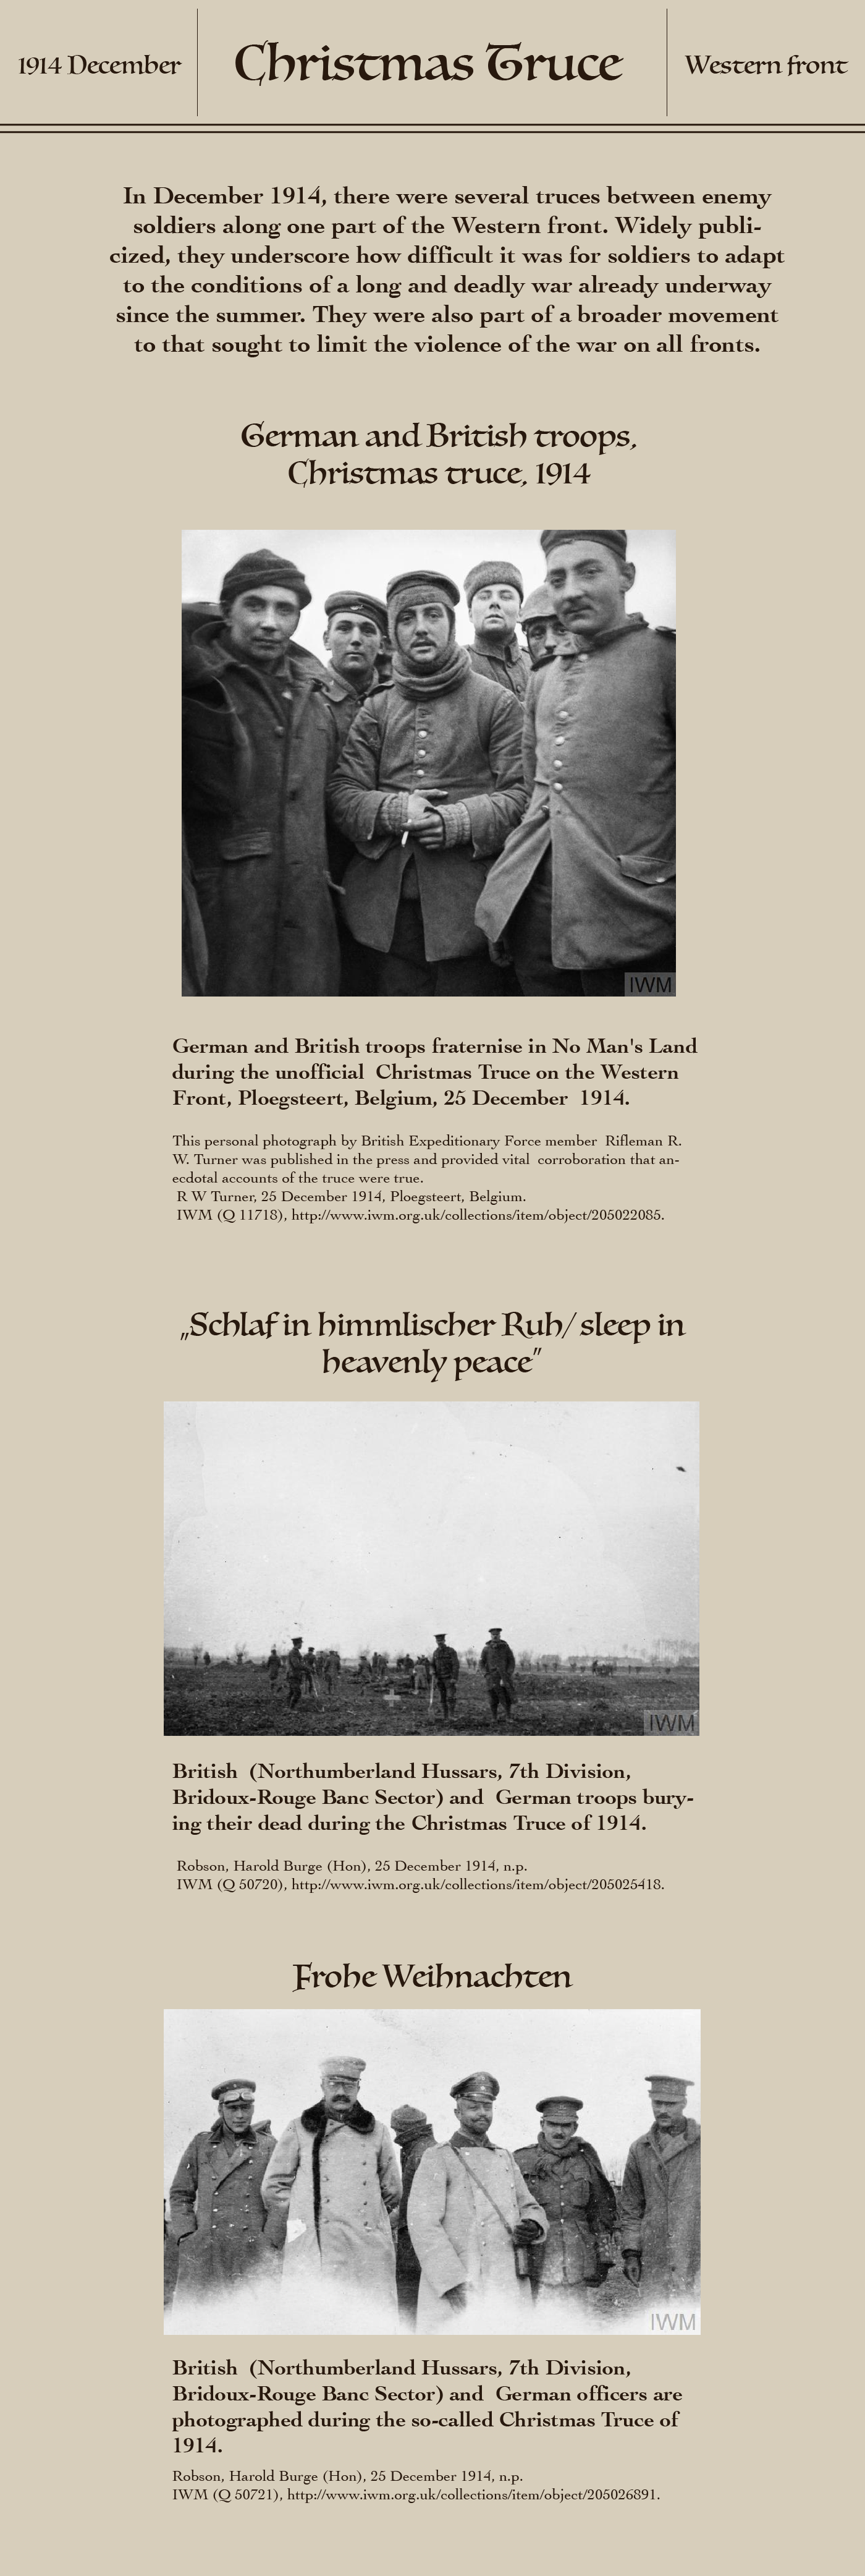 1914 December
Christmas Truce
Western front
In December 1914, there were several truces between enemy
soldiers along one part of the Western front. Widely publi-
cized, they underscore how difficult it was for soldiers to adapt
to the conditions of a long and deadly war already underway
since the summer. They were also part of a broader movement
to that sought to limit the violence of the war on all fronts.
German and British troops,
Christmas truce, 1914
IWM
German and British troops fraternise in No Man's Land
during the unofficial Christmas Truce on the Western
Front, Ploegsteert, Belgium, 25 December 1914.
This personal photograph by British Expeditionary Force member Rifleman R.
W. Turner was published in the press and provided vital corroboration that an-
ecdotal accounts of the truce were true.
R W Turner, 25 December 1914, Ploegsteert, Belgium.
IWM (Q 11718), http://www.iwm.org.uk/collections/item/object/205022085.
„Schlaf in himmlischer Ruh/ sleep in
heavenly peace"
IWM
British (Northumberland Hussars, 7th Division,
Bridoux-Rouge Banc Sector) and German troops bury-
ing their dead during the Christmas Truce of 1914.
Robson, Harold Burge (Hon), 25 December 1914, n.p.
IWM (Q 50720), http://www.iwm.org.uk/collections/item/object/205025418.
Frohe Weihnachten
IWM
British (Northumberland Hussars, 7th Division,
Bridoux-Rouge Banc Sector) and German officers are
photographed during the so-called Christmas Truce of
1914.
Robson, Harold Burge (Hon), 25 December 1914, n.p.
IWM (Q 50721), http://www.iwm.org.uk/collections/item/object/205026891.